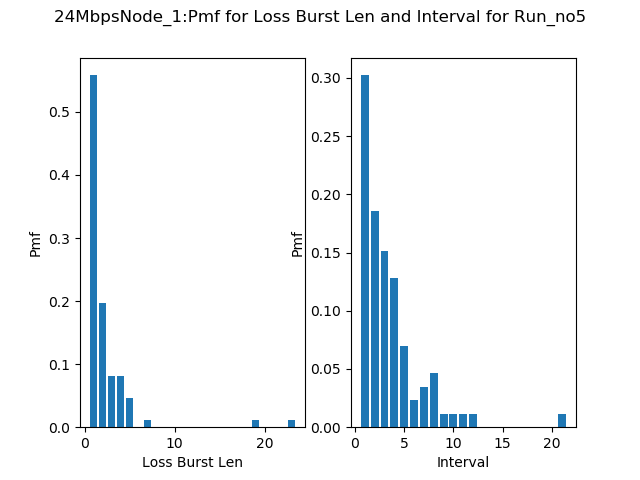 24MbpsNode_1:Pmf for Loss Burst Len and Interval for Run_no5
Pmf
0.0
0.1
0.2
0.3
0.4
0.5
0 10 20
Loss Burst Len
Pmf
0.00
0.05
0.10
0.15
0.20
0.25
0.30
0 5 10 15 20
Interval